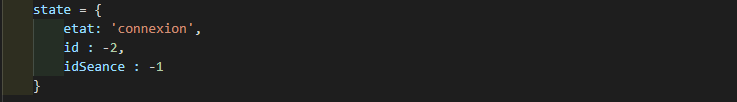 state = {
    etat: 'connexion',
    id : -2,
    idSeance : -1
}